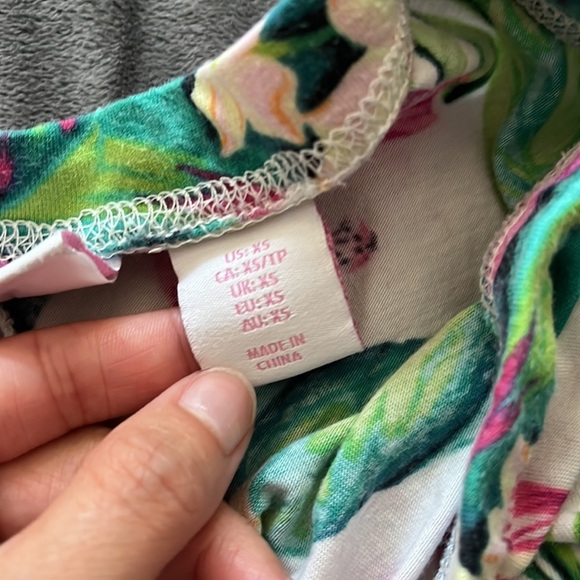 US: XS
CA: XS/TP
UK: XS
EU: XS
AU: XS
MADE IN
CHINA